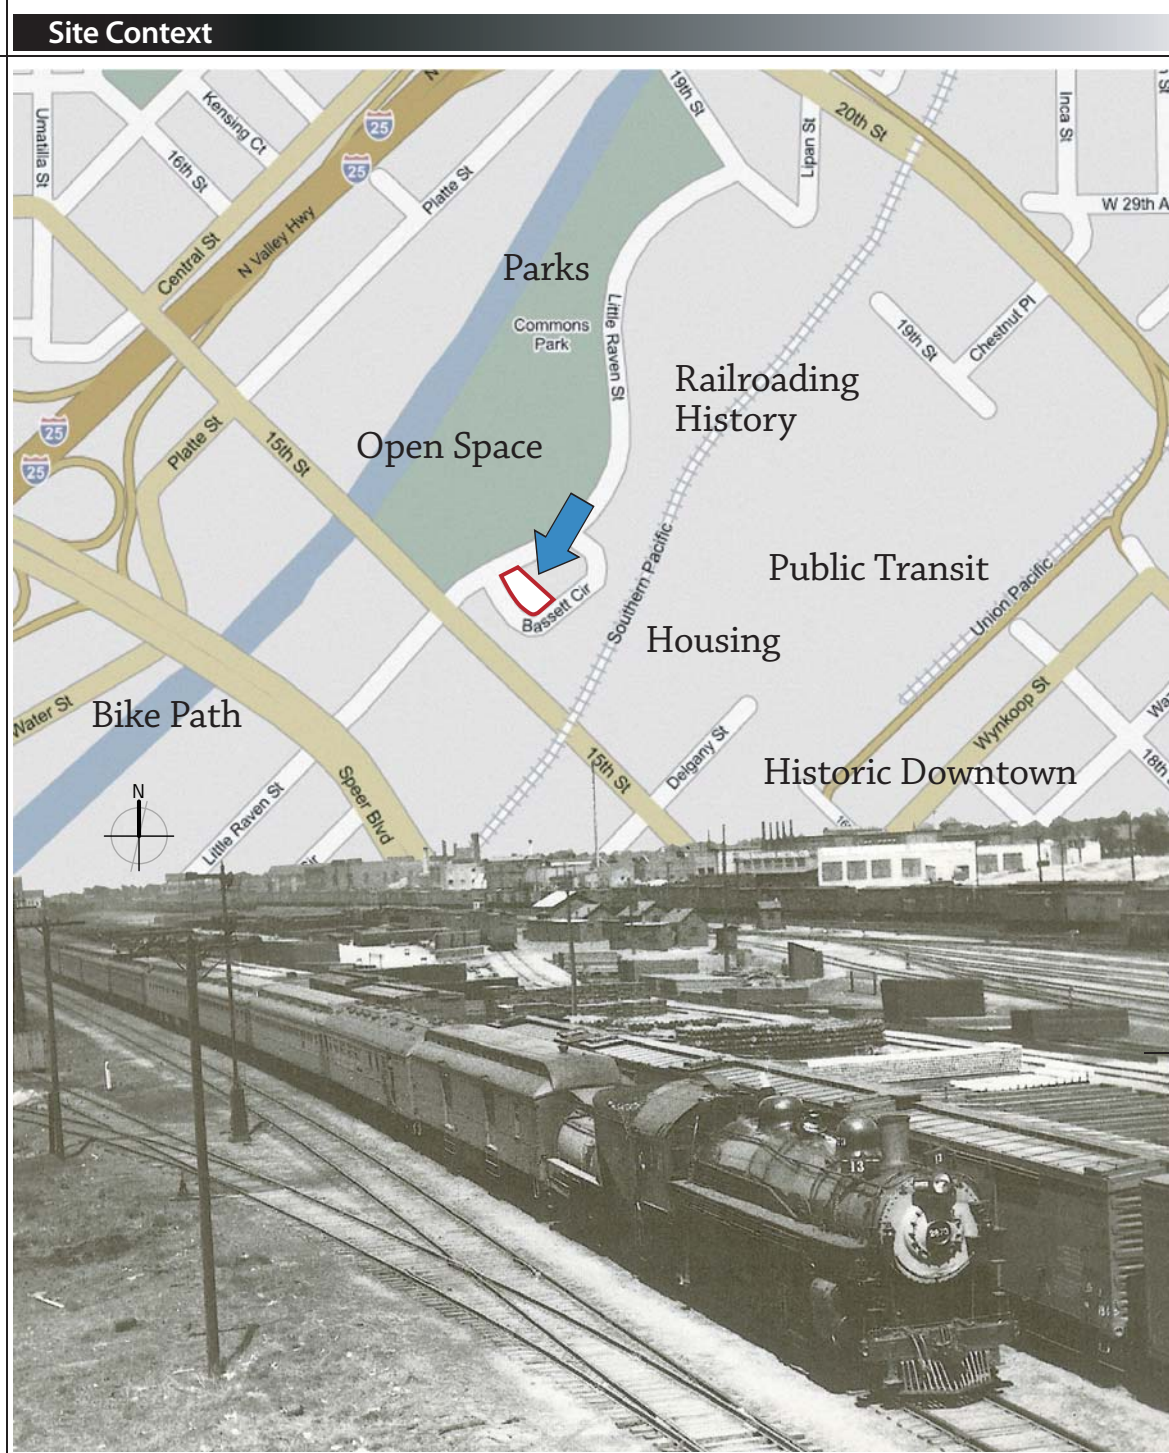 Site Context
19th St
25
20th St
Umatilla St
Kensing Ct
16th St
25
Platte St
Lipan St
Inca St
W 29th A
Central St
N Valley Hwy
Parks
Commons
Park
Little Raven St
19th St
Chestnut Pl
Railroading
History
25
25
Platte St
15th St
Open Space
Southern Pacific
Public Transit
Union Pacific
Bassett Cir
Housing
Water St
Bike Path
Wynkoop St
18th
15th St
Delgany St
Historic Downtown
N
Speer Blvd
Little Raven St
13